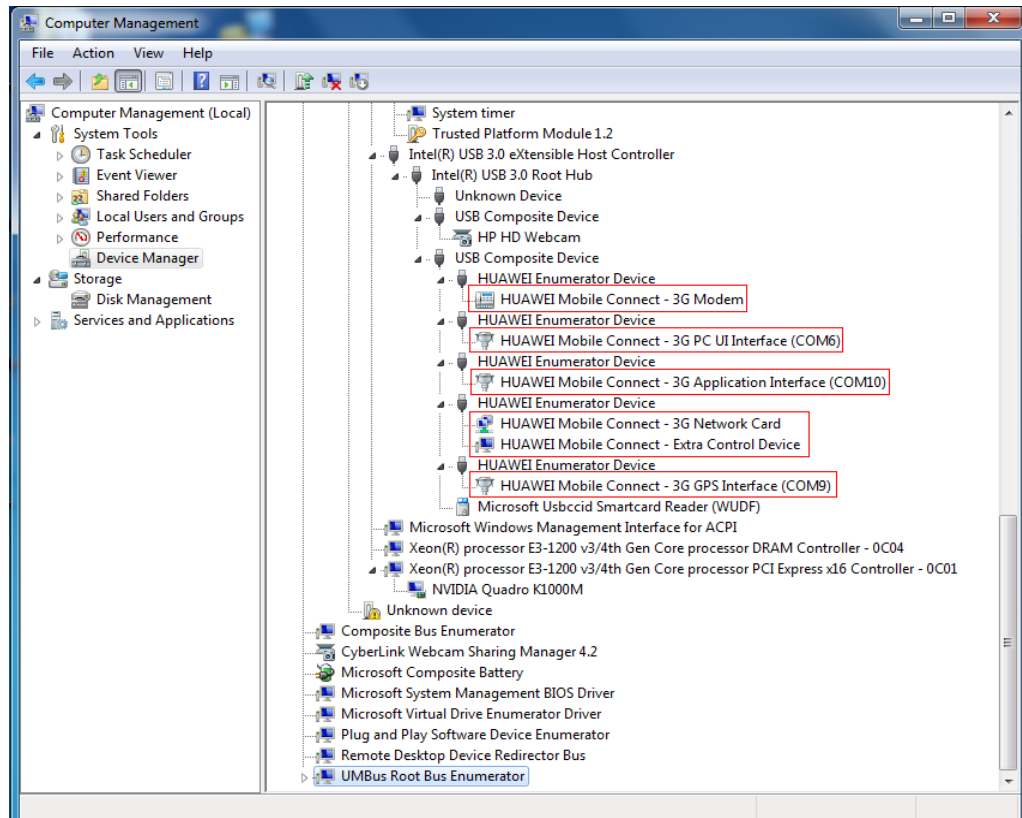 Computer Management
File Action View Help
Computer Management (Local)
System Tools
Task Scheduler
Event Viewer
Shared Folders
Local Users and Groups
Performance
Device Manager
Storage
Disk Management
Services and Applications
System timer
Trusted Platform Module 1.2
Intel(R) USB 3.0 eXtensible Host Controller
Intel(R) USB 3.0 Root Hub
Unknown Device
USB Composite Device
HP HD Webcam
USB Composite Device
HUAWEI Enumerator Device
HUAWEI Mobile Connect - 3G Modem
HUAWEI Enumerator Device
HUAWEI Mobile Connect - 3G PC UI Interface (COM6)
HUAWEI Enumerator Device
HUAWEI Mobile Connect - 3G Application Interface (COM10)
HUAWEI Enumerator Device
HUAWEI Mobile Connect - 3G Network Card
HUAWEI Mobile Connect - Extra Control Device
HUAWEI Enumerator Device
HUAWEI Mobile Connect - 3G GPS Interface (COM9)
Microsoft Usbccid Smartcard Reader (WUDF)
Microsoft Windows Management Interface for ACPI
Xeon(R) processor E3-1200 v3/4th Gen Core processor DRAM Controller - 0C04
Xeon(R) processor E3-1200 v3/4th Gen Core processor PCI Express x16 Controller - 0C01
NVIDIA Quadro K1000M
Unknown device
Composite Bus Enumerator
CyberLink Webcam Sharing Manager 4.2
Microsoft Composite Battery
Microsoft System Management BIOS Driver
Microsoft Virtual Drive Enumerator Driver
Plug and Play Software Device Enumerator
Remote Desktop Device Redirector Bus
UMBus Root Bus Enumerator